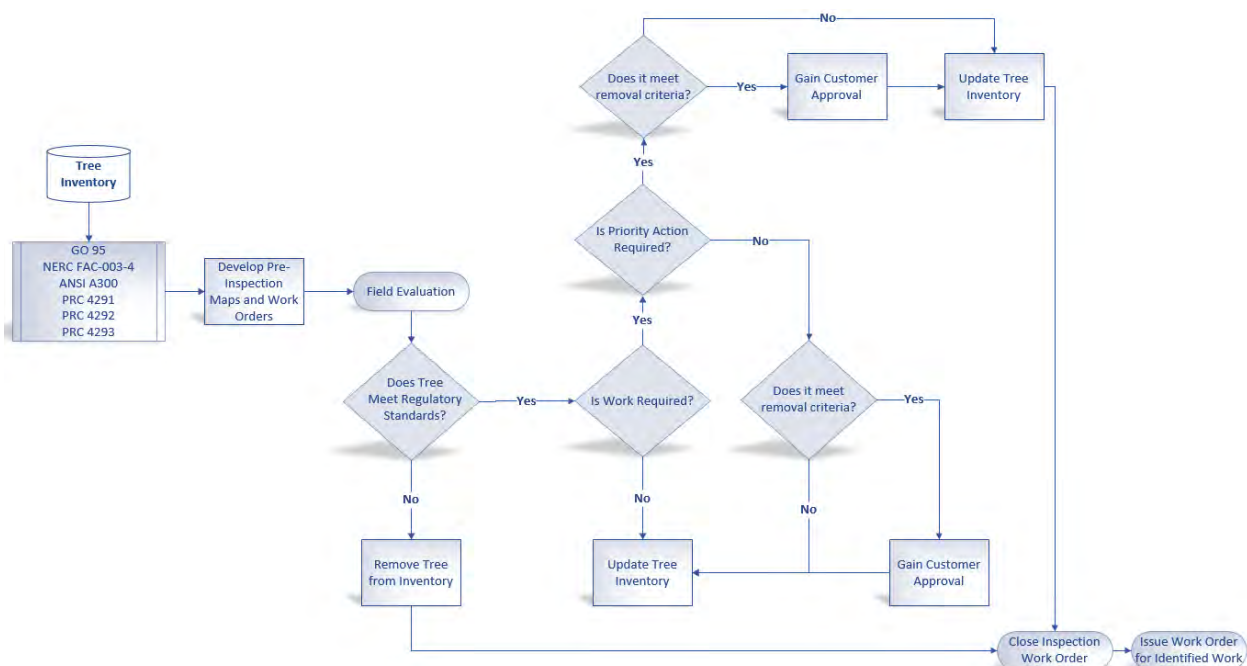 No
Does it meet
removal criteria?
Yes
Gain Customer
Approval
Update Tree
Inventory
Yes
Tree
Inventory
GO 95
NERC FAC-003-4
ANSI A300
PRC 4291
PRC 4292
PRC 4293
Develop Pre-
Inspection
Maps and Work
Orders
Field Evaluation
Is Priority Action
Required?
No
Yes
Does Tree
Meet Regulatory
Standards?
Yes
Is Work Required?
Does it meet
removal criteria?
Yes
No
No
No
Remove Tree
from Inventory
Update Tree
Inventory
Gain Customer
Approval
Close Inspection
Work Order
Issue Work Order
for Identified Work